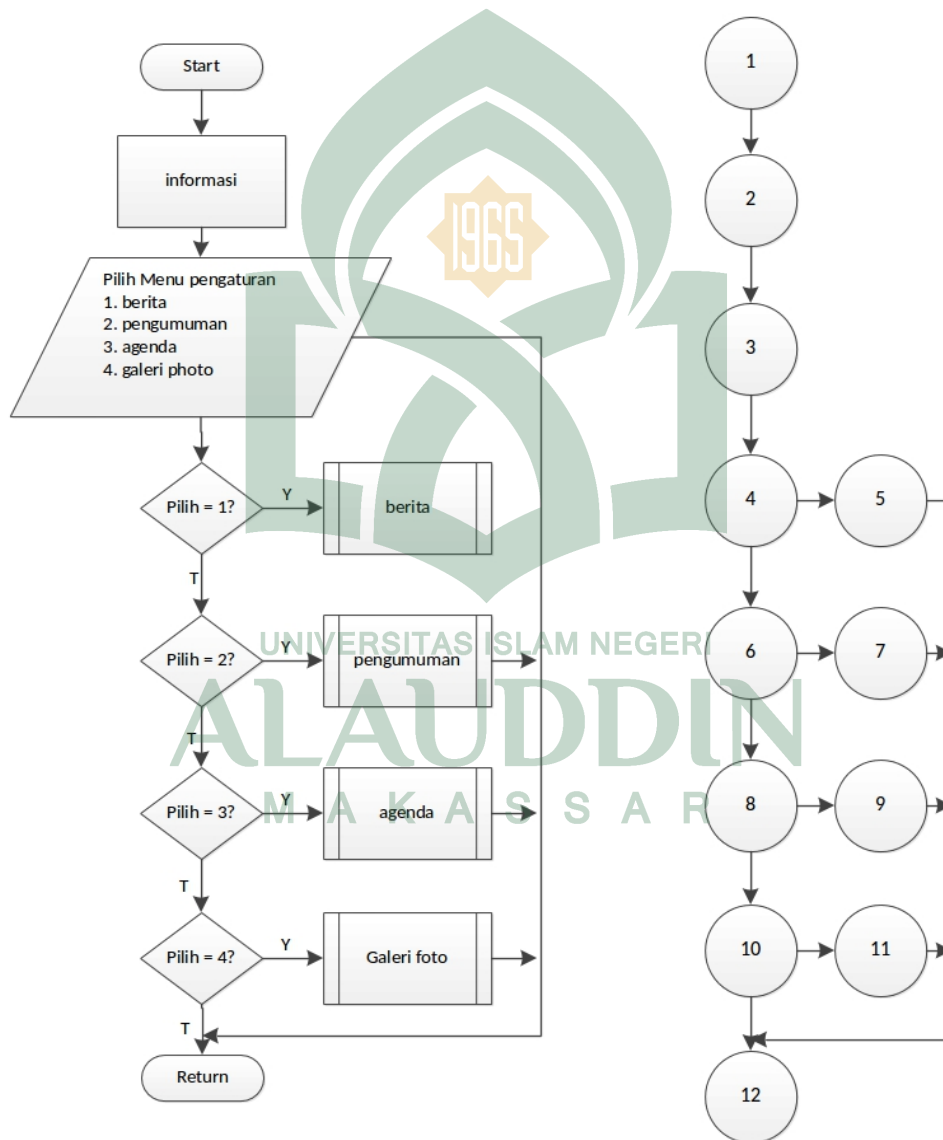 Start
informasi
Pilih Menu pengaturan
1. berita
2. pengumuman
3. agenda
4. galeri photo
Pilih = 1?
Y
berita
T
Pilih = 2?
Y
pengumuman
T
Pilih = 3?
Y
agenda
T
Pilih = 4?
Y
Galeri foto
T
Return
1
2
3
4
5
6
7
8
9
10
11
12
1965
UNIVERSITAS ISLAM NEGERI
ALAUDDIN
MAKASSAR